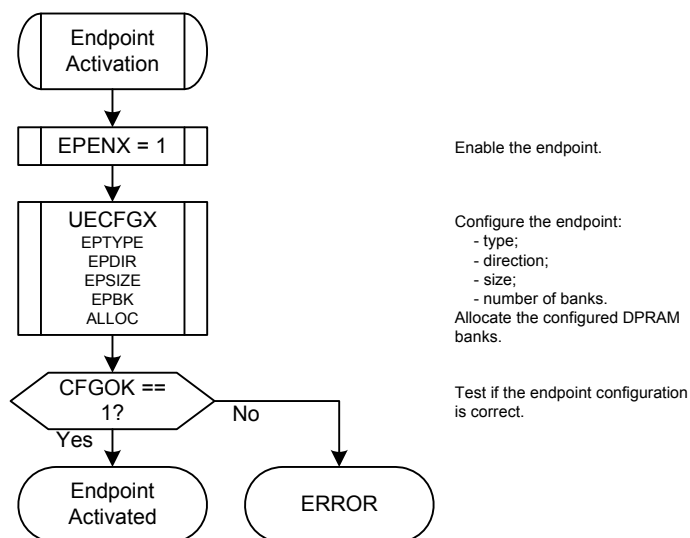 Endpoint
Activation
EPENX = 1
Enable the endpoint.
UECFGX
EPTYPE
EPDIR
EPSIZE
EPBK
ALLOC
Configure the endpoint:
- type;
- direction;
- size;
- number of banks.
Allocate the configured DPRAM
banks.
CFGOK ==
1?
Test if the endpoint configuration
is correct.
No
Yes
Endpoint
Activated
ERROR